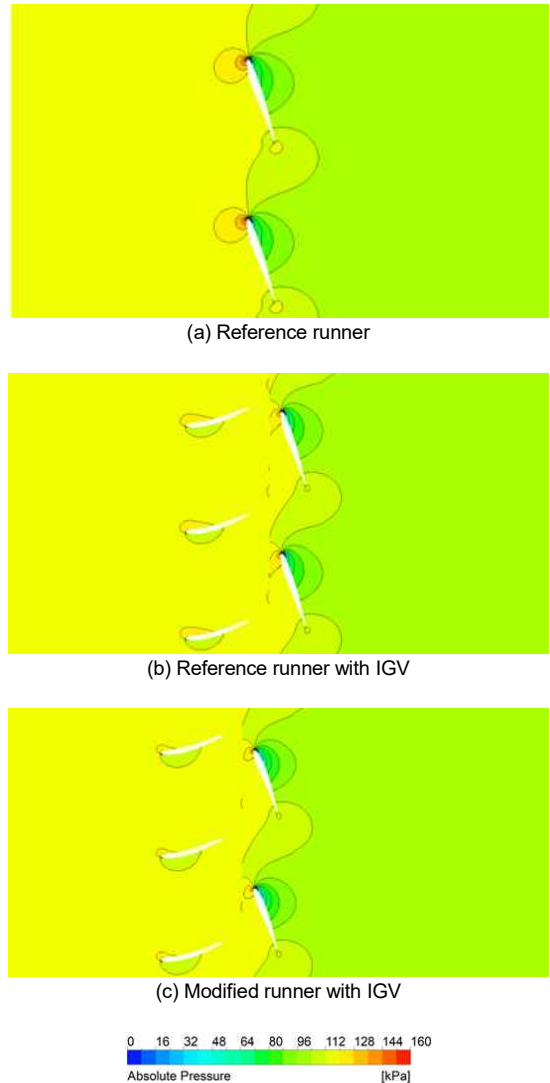 (a) Reference runner
(b) Reference runner with IGV
(c) Modified runner with IGV
0 16 32 48 64 80 96 112 128 144 160
Absolute Pressure [kPa]